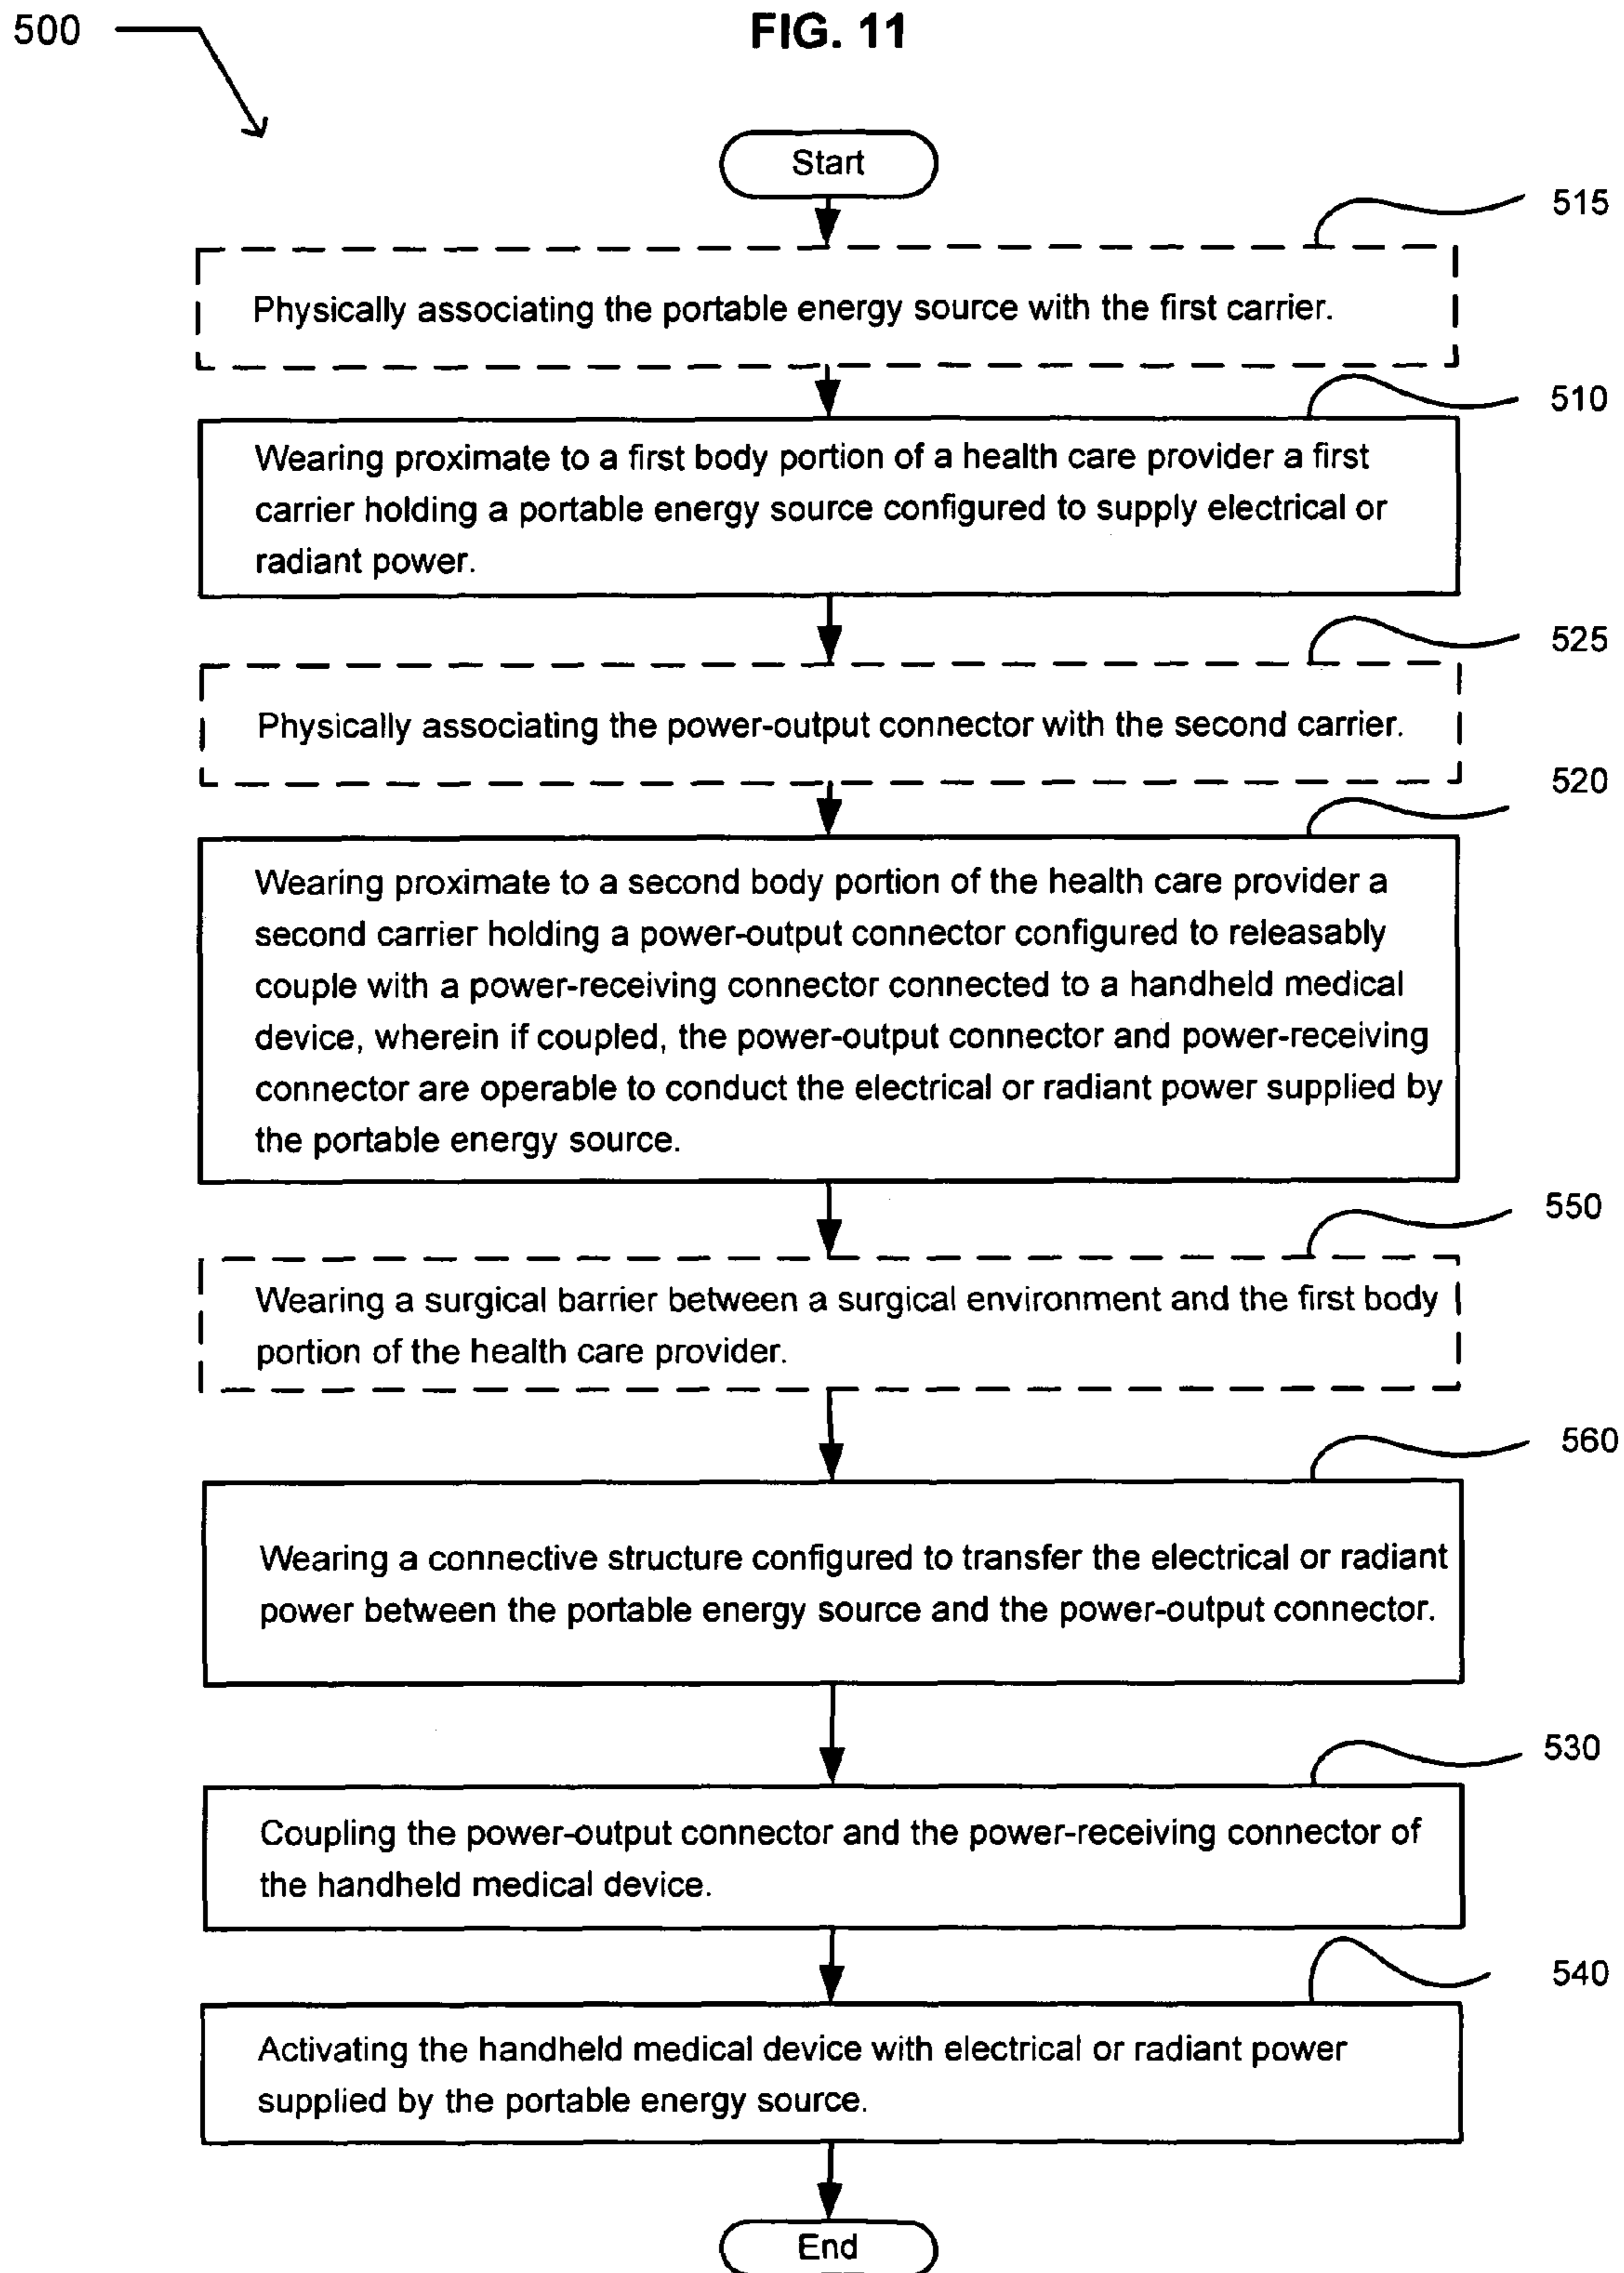 500
FIG. 11
Start
515
Physically associating the portable energy source with the first carrier.
510
Wearing proximate to a first body portion of a health care provider a first
carrier holding a portable energy source configured to supply electrical or
radiant power.
525
Physically associating the power-output connector with the second carrier.
520
Wearing proximate to a second body portion of the health care provider a
second carrier holding a power-output connector configured to releasably
couple with a power-receiving connector connected to a handheld medical
device, wherein if coupled, the power-output connector and power-receiving
connector are operable to conduct the electrical or radiant power supplied by
the portable energy source.
550
Wearing a surgical barrier between a surgical environment and the first body
portion of the health care provider.
560
Wearing a connective structure configured to transfer the electrical or radiant
power between the portable energy source and the power-output connector.
530
Coupling the power-output connector and the power-receiving connector of
the handheld medical device.
540
Activating the handheld medical device with electrical or radiant power
supplied by the portable energy source.
End